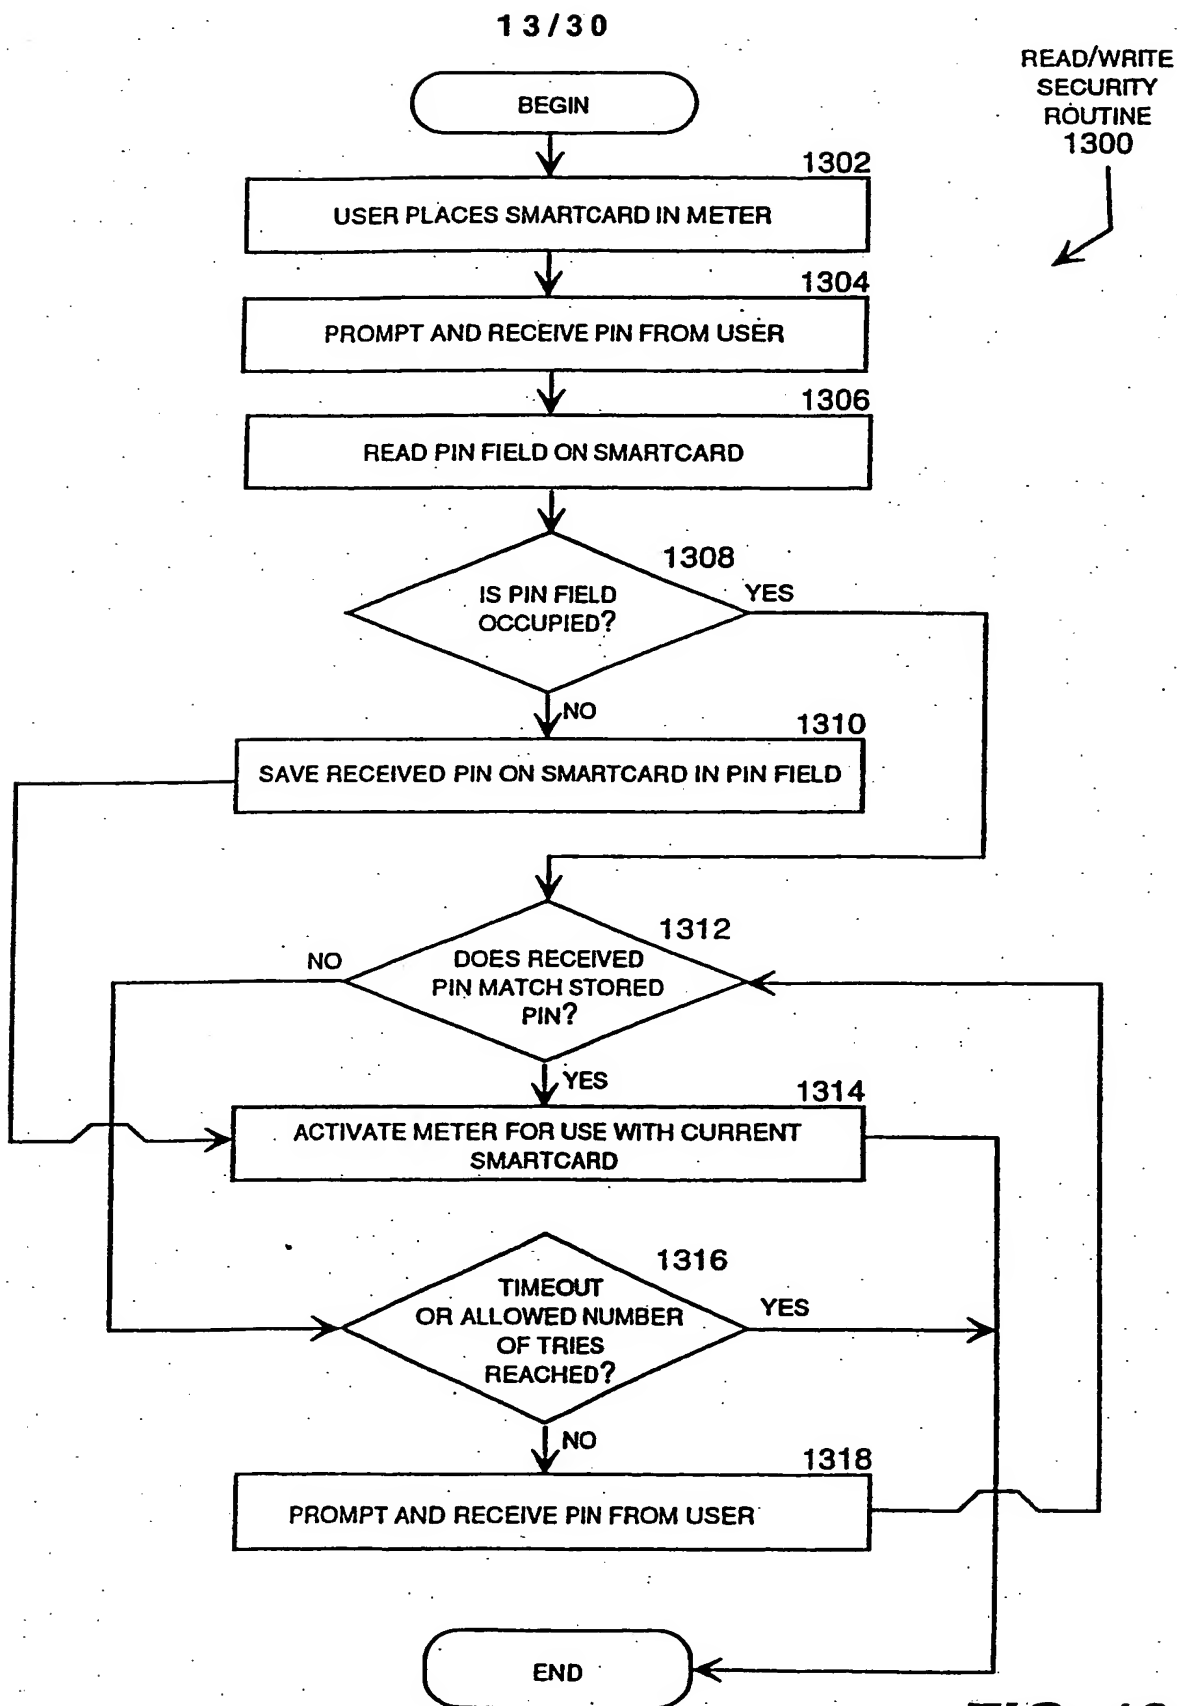 13/30
READ/WRITE
SECURITY
ROUTINE
1300
BEGIN
1302
USER PLACES SMARTCARD IN METER
1304
PROMPT AND RECEIVE PIN FROM USER
1306
READ PIN FIELD ON SMARTCARD
1308
IS PIN FIELD
OCCUPIED?
YES
NO
1310
SAVE RECEIVED PIN ON SMARTCARD IN PIN FIELD
1312
DOES RECEIVED
PIN MATCH STORED
PIN?
NO
YES
1314
ACTIVATE METER FOR USE WITH CURRENT
SMARTCARD
1316
TIMEOUT
OR ALLOWED NUMBER
OF TRIES
REACHED?
YES
NO
1318
PROMPT AND RECEIVE PIN FROM USER
END